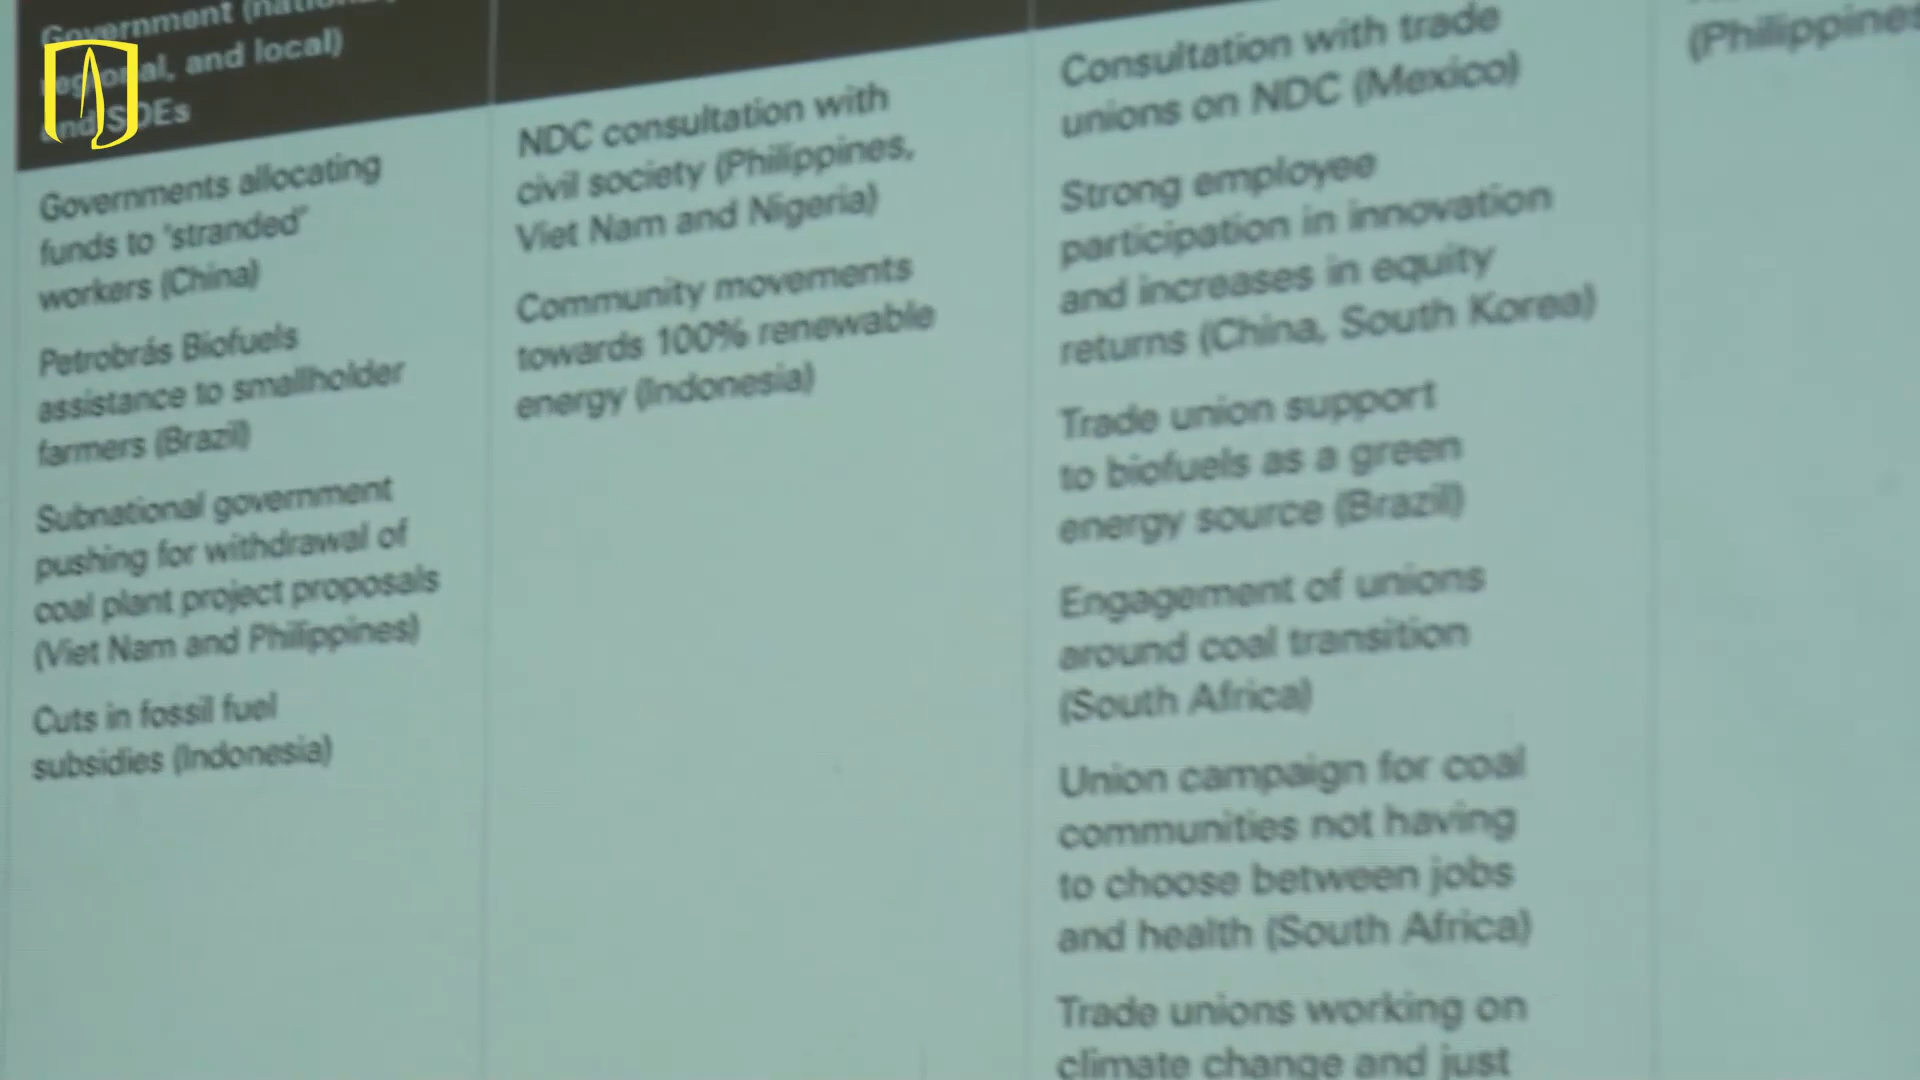 Government
regional, and local)
and SOEs
Governments allocating
funds to 'stranded'
workers (China)
Petrobrás Biofuels
assistance to smallholder
farmers (Brazil)
Subnational government
pushing for withdrawal of
coal plant project proposals
(Viet Nam and Philippines)
Cuts in fossil fuel
subsidies (Indonesia)
NDC consultation with
civil society (Philippines,
Viet Nam and Nigeria)
Community movements
towards 100% renewable
energy (Indonesia)
Consultation with trade
unions on NDC (Mexico)
Strong employee
participation in innovation
and increases in equity
returns (China, South Korea)
Trade union support
to biofuels as a green
energy source (Brazil)
Engagement of unions
around coal transition
(South Africa)
Union campaign for coal
communities not having
to choose between jobs
and health (South Africa)
Trade unions working on
climate change and just
(Phillippines